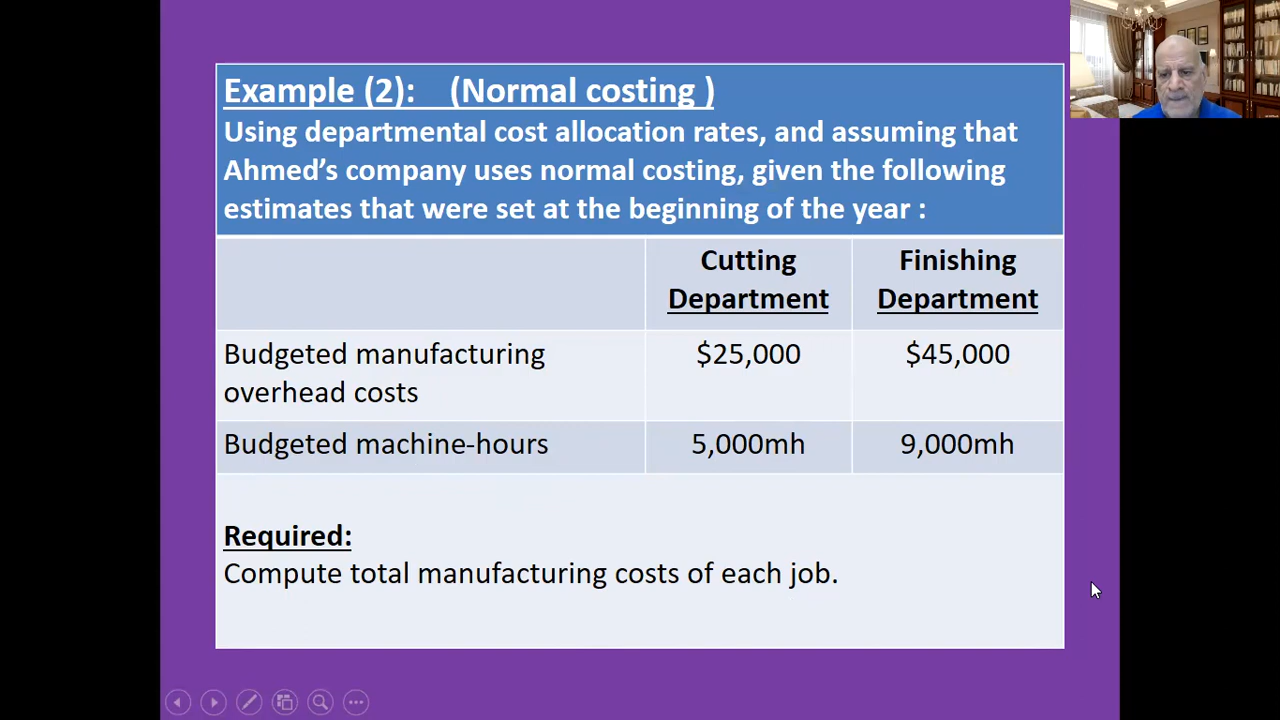 Example (2): (Normal costing )
Using departmental cost allocation rates, and assuming that
Ahmed’s company uses normal costing, given the following
estimates that were set at the beginning of the year :
Cutting Department
Finishing Department
Budgeted manufacturing overhead costs
$25,000
$45,000
Budgeted machine-hours
5,000mh
9,000mh
Required:
Compute total manufacturing costs of each job.